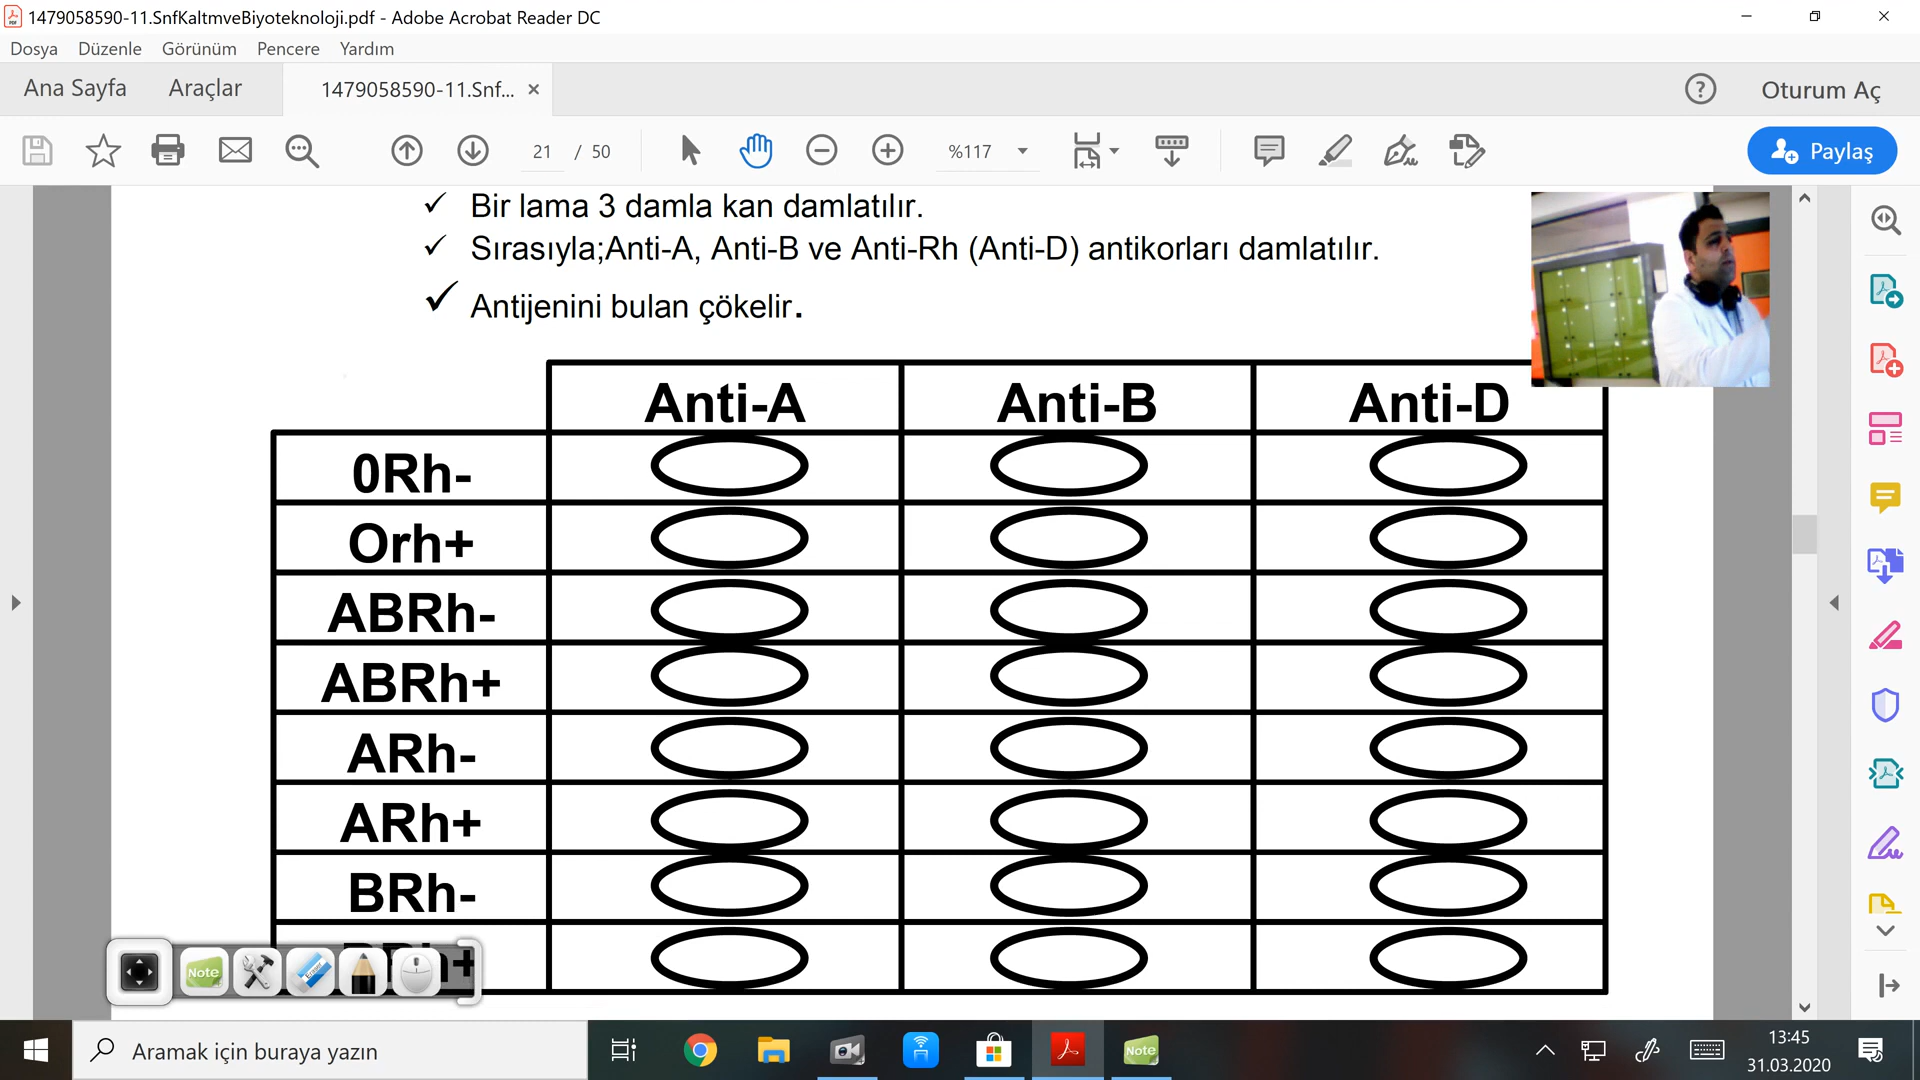 1479058590-11.SnfKaltmveBiyoteknoloji.pdf - Adobe Acrobat Reader DC
Dosya Düzenle Görünüm Pencere Yardım
Ana Sayfa Araçlar 1479058590-11.Snf... Oturum Aç
21 / 50 %117 Paylaş
✓ Bir lama 3 damla kan damlatılır.
✓ Sırasıyla;Anti-A, Anti-B ve Anti-Rh (Anti-D) antikorları damlatılır.
✓ Antijenini bulan çökelir.
Anti-A Anti-B Anti-D
0Rh-
Orh+
ABRh-
ABRh+
ARh-
ARh+
BRh-
Note Eraser
Aramak için buraya yazın Note 13:45
31.03.2020